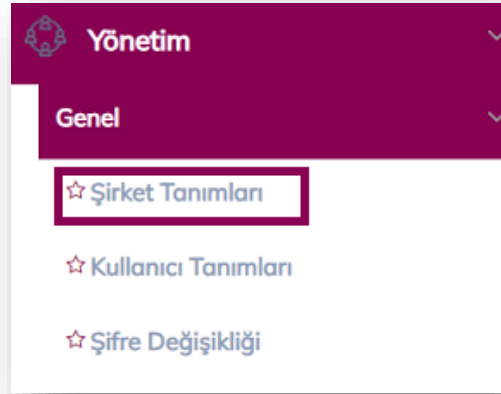 Yönetim
Genel
Şirket Tanımları
Kullanıcı Tanımları
Şifre Değişikliği